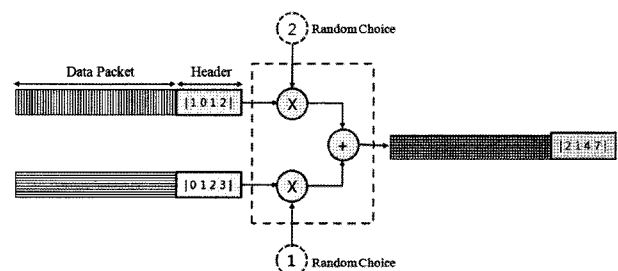 2 Random Choice
Data Packet Header
|1 0 1 2| X
+ |2 1 4 7|
|0 1 2 3| X
1 Random Choice